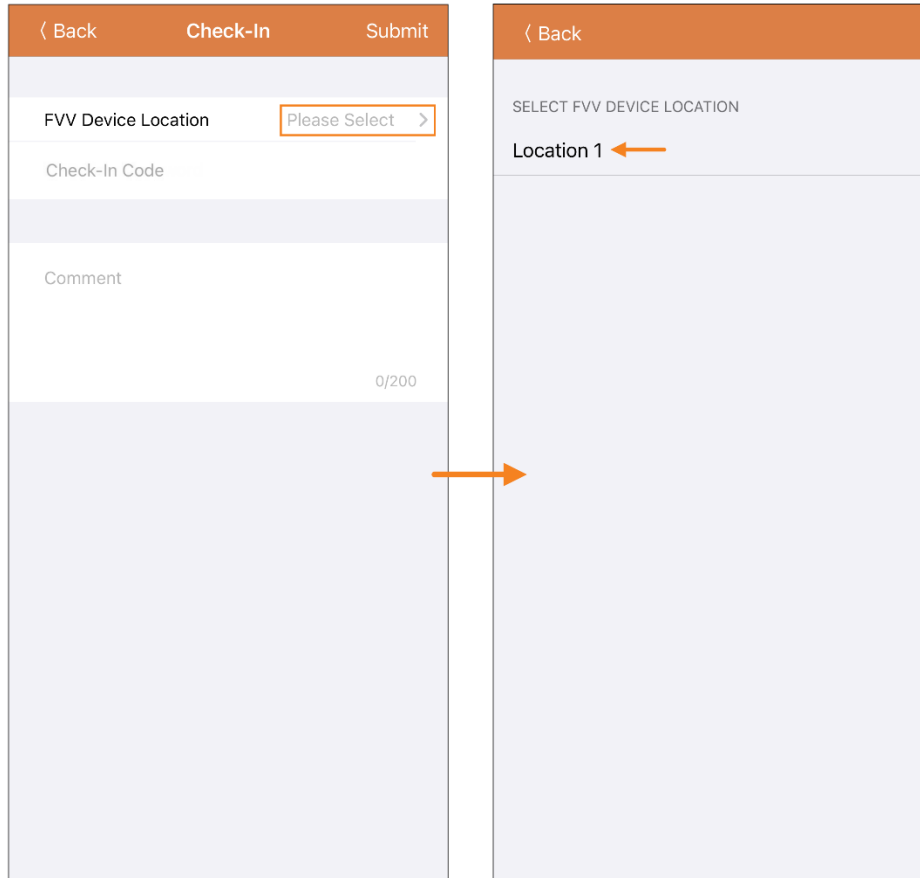 Back Check-In Submit
FVV Device Location Please Select
Check-In Code
Comment
0/200
Back
SELECT FVV DEVICE LOCATION
Location 1